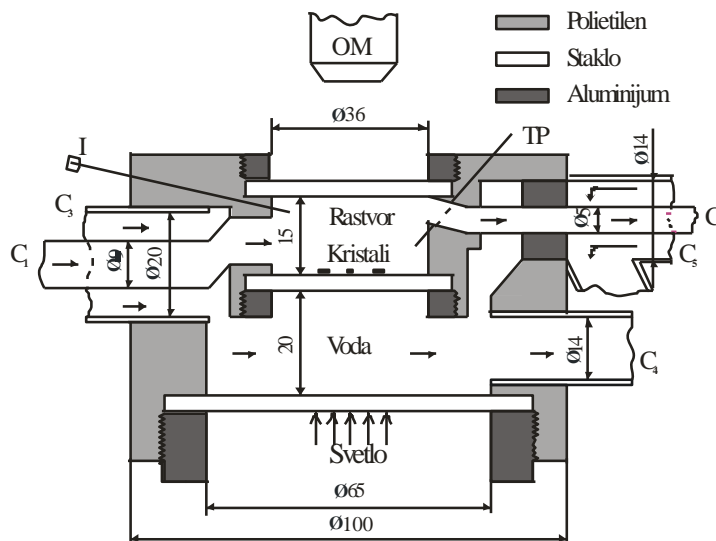 OM
Polietilen
Staklo
Aluminijum
ø36
I
TP
ø14
C₃
Rastvor
ø5
C
C₁
ø9
ø20
15
Kristali
C₅
20
Voda
ø14
C₄
Svetlo
ø65
ø100